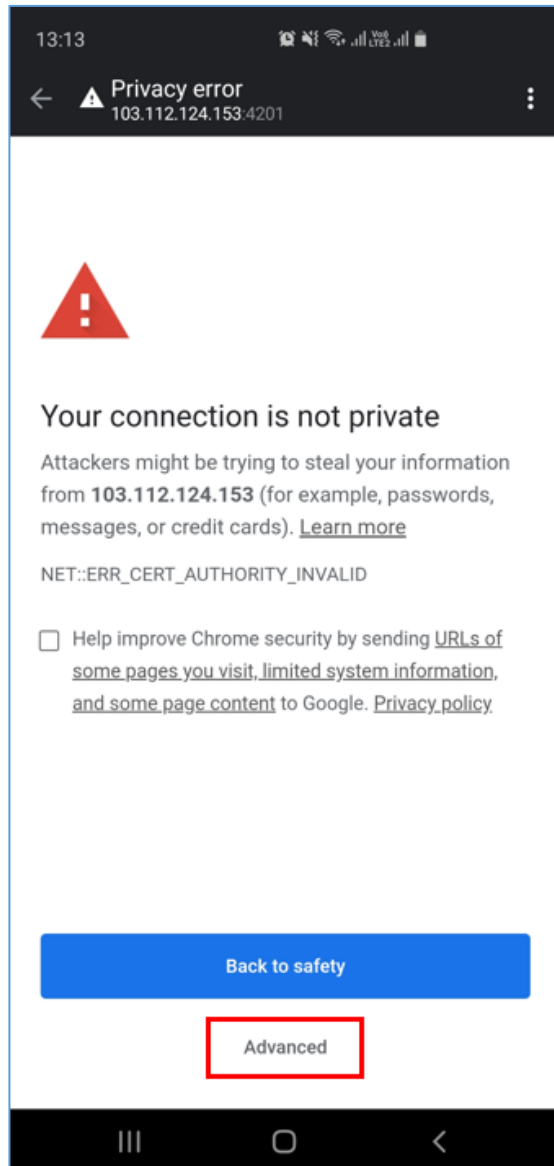 13:13
Vo) LTE2
Privacy error
103.112.124.153:4201
Your connection is not private
Attackers might be trying to steal your information
from 103.112.124.153 (for example, passwords,
messages, or credit cards). Learn more
NET::ERR_CERT_AUTHORITY_INVALID
Help improve Chrome security by sending URLs of
some pages you visit, limited system information,
and some page content to Google. Privacy policy
Back to safety
Advanced